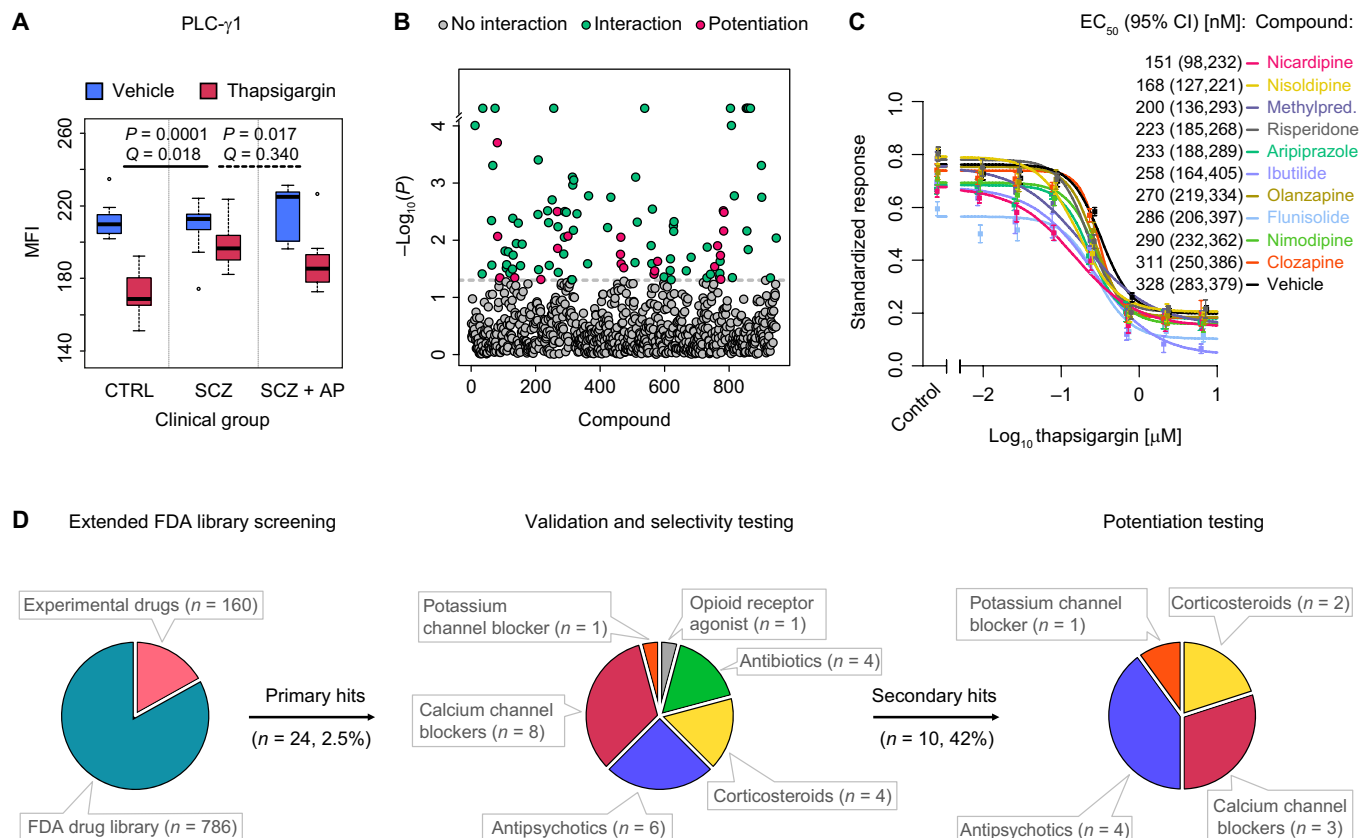 A
PLC-γ1
Vehicle
Thapsigargin
P = 0.0001
P = 0.017
Q = 0.018
Q = 0.340
260
220
180
140
MFI
CTRL
SCZ
SCZ + AP
Clinical group
B
No interaction
Interaction
Potentiation
4
3
2
1
0
−Log10(P)
0
200
400
600
800
Compound
C
EC50 (95% CI) [nM]: Compound:
151 (98,232) Nicardipine
168 (127,221) Nisoldipine
200 (136,293) Methylpred.
223 (185,268) Risperidone
233 (188,289) Aripiprazole
258 (164,405) Ibutilide
270 (219,334) Olanzapine
286 (206,397) Flunisolide
290 (232,362) Nimodipine
311 (250,386) Clozapine
328 (283,379) Vehicle
1.0
0.8
0.6
0.4
0.2
0.0
Standardized response
Control
−2
−1
0
1
Log10 thapsigargin [μM]
D
Extended FDA library screening
Experimental drugs (n = 160)
FDA drug library (n = 786)
Primary hits
(n = 24, 2.5%)
Validation and selectivity testing
Potassium
channel blocker (n = 1)
Opioid receptor
agonist (n = 1)
Antibiotics (n = 4)
Calcium channel
blockers (n = 8)
Corticosteroids (n = 4)
Antipsychotics (n = 6)
Secondary hits
(n = 10, 42%)
Potentiation testing
Potassium channel
blocker (n = 1)
Corticosteroids (n = 2)
Antipsychotics (n = 4)
Calcium channel
blockers (n = 3)